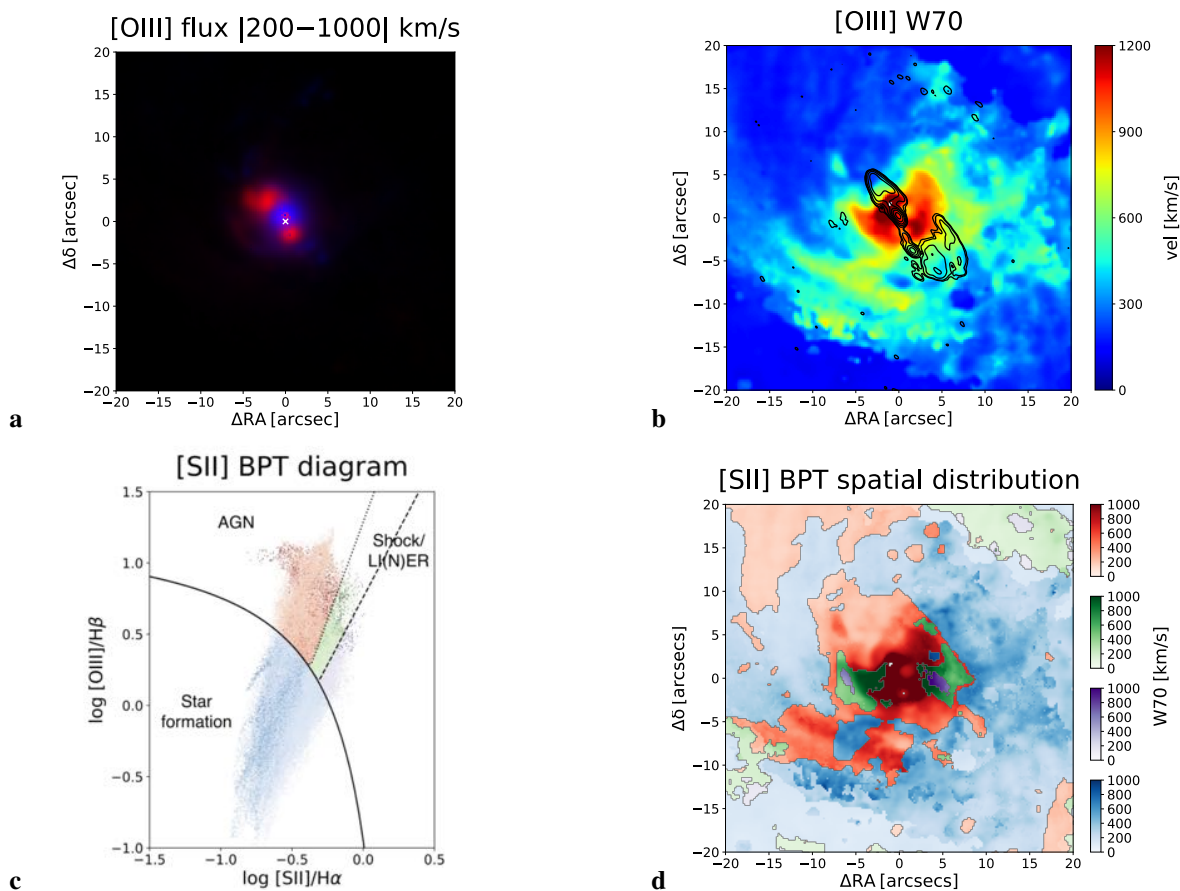 [OIII] flux |200−1000| km/s
20
15
10
5
0
−5
−10
−15
−20
Δδ [arcsec]
−20 −15 −10 −5 0 5 10 15 20
ΔRA [arcsec]
a
[OIII] W70
20
15
10
5
0
−5
−10
−15
−20
Δδ [arcsec]
−20 −15 −10 −5 0 5 10 15 20
ΔRA [arcsec]
1200
900
600
300
0
vel [km/s]
b
[SII] BPT diagram
1.5
1.0
0.5
0.0
−0.5
−1.0
log [OIII]/Hβ
AGN
Shock/
LI(N)ER
Star
formation
−1.5 −1.0 −0.5 0.0 0.5
log [SII]/Hα
c
[SII] BPT spatial distribution
20
15
10
5
0
−5
−10
−15
−20
Δδ [arcsecs]
−20 −15 −10 −5 0 5 10 15 20
ΔRA [arcsecs]
1000
800
600
400
200
0
1000
800
600
400
200
0
1000
800
600
400
200
0
1000
800
600
400
200
0
W70 [km/s]
d